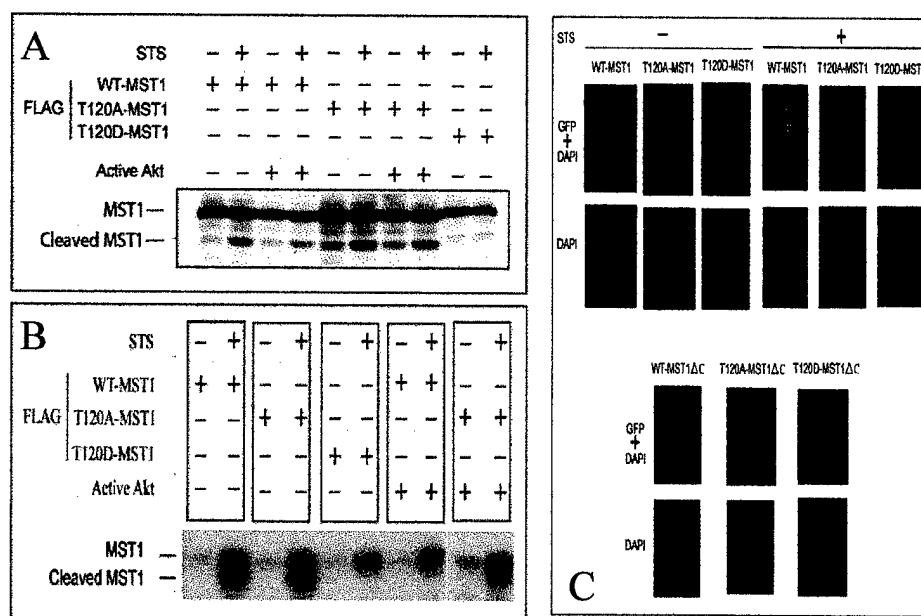 A
STS − + − + − + − + − +
WT-MST1 + + + + − − − − − −
FLAG T120A-MST1 − − − − + + + + − −
T120D-MST1 − − − − − − − − + +
Active Akt − − + + − − + + − −
MST1 —
Cleaved MST1 —
B
STS − + − + − + − + − +
WT-MST1 + + − − − − + + − −
FLAG T120A-MST1 − − + + − − − − + +
T120D-MST1 − − − − + + − − − −
Active Akt − − − − − − + + + +
MST1 —
Cleaved MST1 —
STS − +
WT-MST1 T120A-MST1 T120D-MST1 WT-MST1 T120A-MST1 T120D-MST
GFP
+
DAPI
DAPI
WT-MST1ΔC T120A-MST1ΔC T120D-MST1ΔC
GFP
+
DAPI
DAPI
C